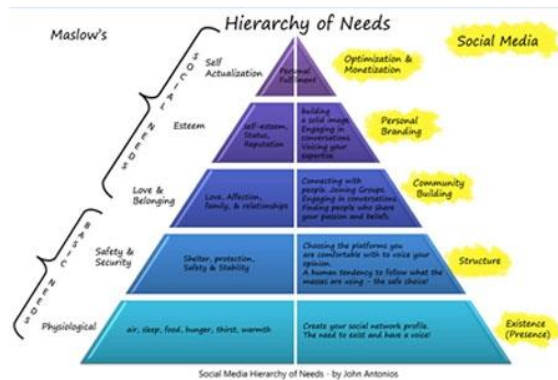 Maslow's
Hierarchy of Needs
Social Media
SOCIAL NEEDS
BASIC NEEDS
Self
Actualization
Personal
Fulfilment
Optimization &
Monetization
Esteem
Self-esteem,
Status,
Reputation
building
a solid image.
Engaging in
conversations.
Voicing your
expertise
Personal
Branding
Love &
Belonging
Love, Affection,
family, & relationships
Connecting with
people. Joining Groups.
Engaging in conversations.
Finding people who share
your passion and beliefs.
Community
Building
Safety &
Security
Shelter, protection,
Safety & Stability
Choosing the platforms you
are comfortable with to voice your
opinion.
A human tendency to follow what the
masses are using - the safe choice!
Structure
Physiological
air, sleep, food, hunger, thirst, warmth
Create your social network profile.
The need to exist and have a voice!
Existence
(Presence)
Social Media Hierarchy of Needs - by John Antonios